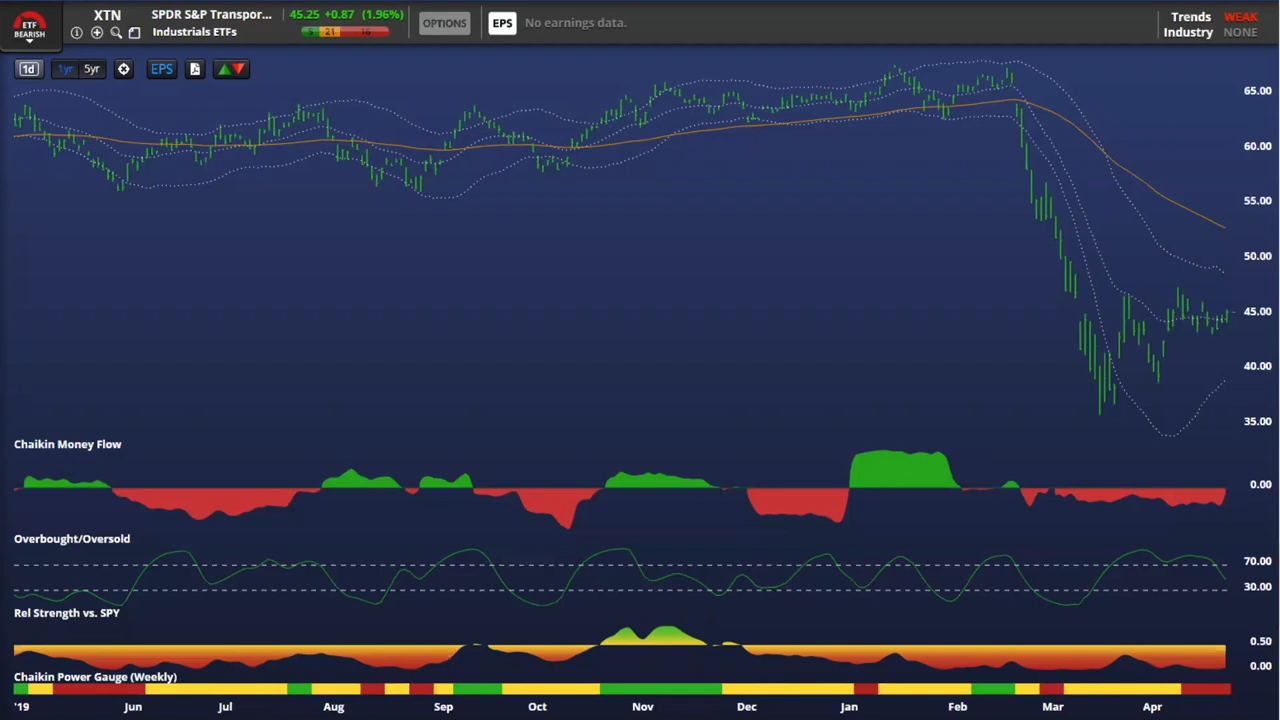 ETF
BEARISH
XTN
SPDR S&P Transpor...
45.25 +0.87 (1.96%)
Industrials ETFs
5 21 16
OPTIONS
EPS
No earnings data.
Trends WEAK
Industry NONE
1d
1yr 5yr
EPS
65.00
60.00
55.00
50.00
45.00
40.00
35.00
Chaikin Money Flow
0.00
Overbought/Oversold
70.00
30.00
Rel Strength vs. SPY
0.50
0.00
Chaikin Power Gauge (Weekly)
'19 Jun Jul Aug Sep Oct Nov Dec Jan Feb Mar Apr